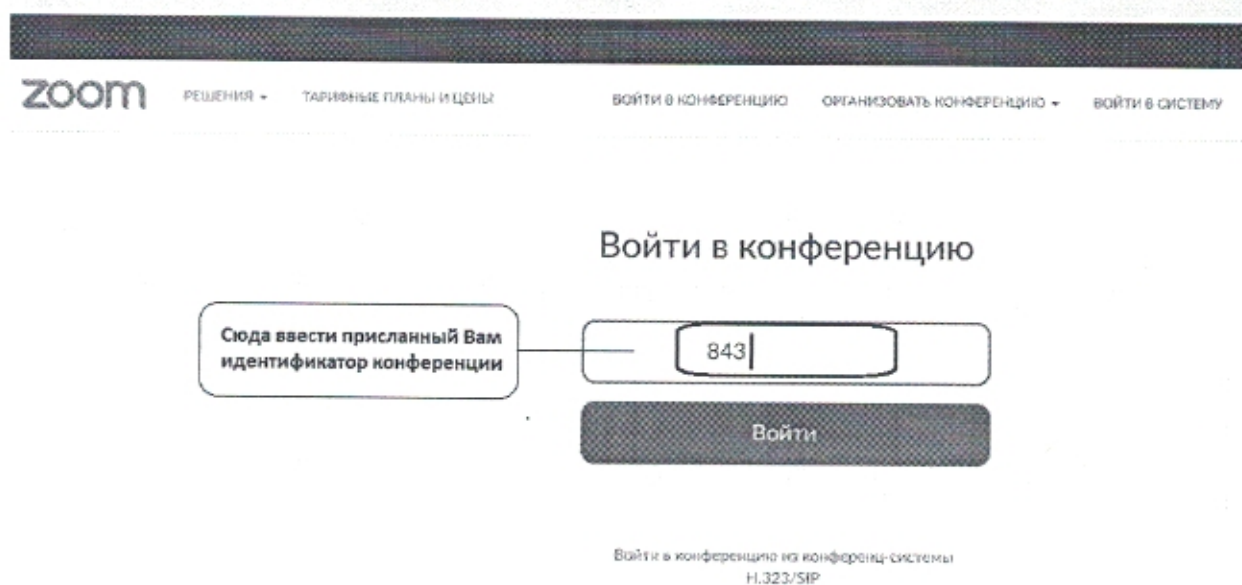 zoom РЕШЕНИЯ ТАРИФНЫЕ ПЛАНЫ И ЦЕНЫ ВОЙТИ В КОНФЕРЕНЦИЮ ОРГАНИЗОВАТЬ КОНФЕРЕНЦИЮ ВОЙТИ В СИСТЕМУ
Войти в конференцию
Сюда ввести присланный Вам
идентификатор конференции
843
Войти
Войти в конференцию из конференц-системы
H.323/SIP